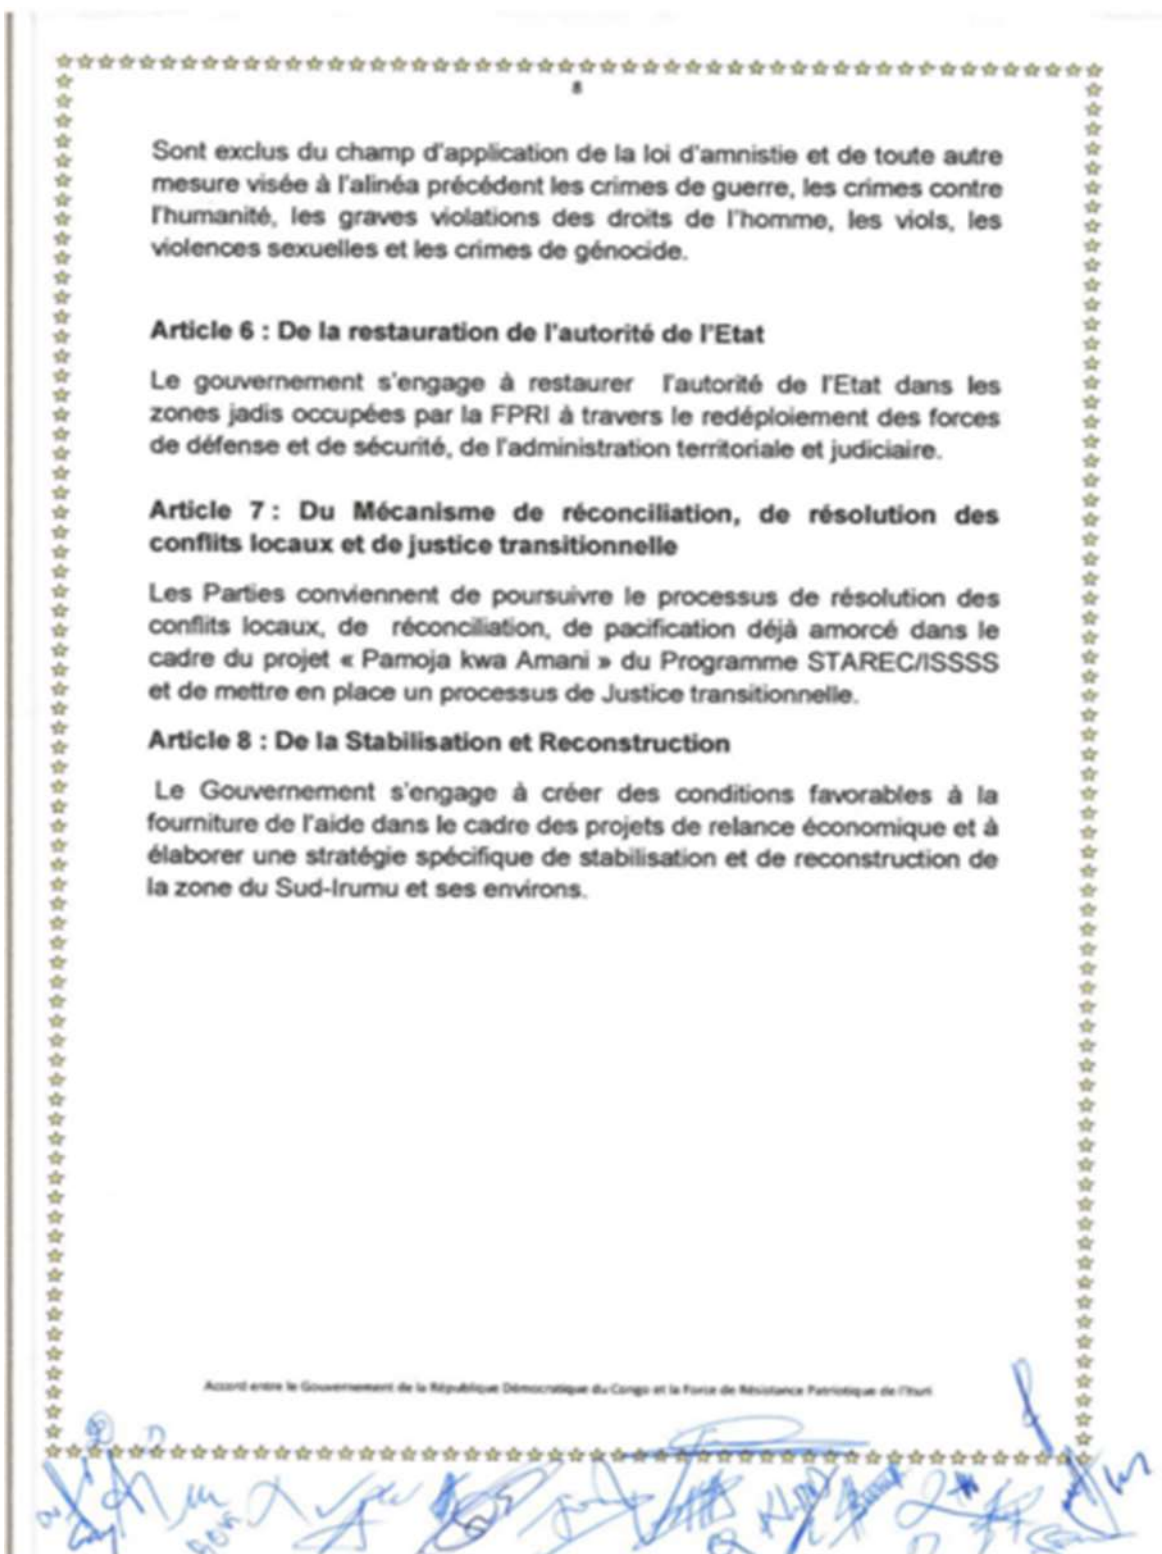 8
Sont exclus du champ d'application de la loi d'amnistie et de toute autre
mesure visée à l'alinéa précédent les crimes de guerre, les crimes contre
l'humanité, les graves violations des droits de l'homme, les viols, les
violences sexuelles et les crimes de génocide.
Article 6 : De la restauration de l'autorité de l'Etat
Le gouvernement s'engage à restaurer l'autorité de l'Etat dans les
zones jadis occupées par la FPRI à travers le redéploiement des forces
de défense et de sécurité, de l'administration territoriale et judiciaire.
Article 7 : Du Mécanisme de réconciliation, de résolution des
conflits locaux et de justice transitionnelle
Les Parties conviennent de poursuivre le processus de résolution des
conflits locaux, de réconciliation, de pacification déjà amorcé dans le
cadre du projet « Pamoja kwa Amani » du Programme STAREC/ISSSS
et de mettre en place un processus de Justice transitionnelle.
Article 8 : De la Stabilisation et Reconstruction
Le Gouvernement s'engage à créer des conditions favorables à la
fourniture de l'aide dans le cadre des projets de relance économique et à
élaborer une stratégie spécifique de stabilisation et de reconstruction de
la zone du Sud-Irumu et ses environs.
Accord entre le Gouvernement de la République Démocratique du Congo et la Force de Résistance Patriotique de l'Ituri